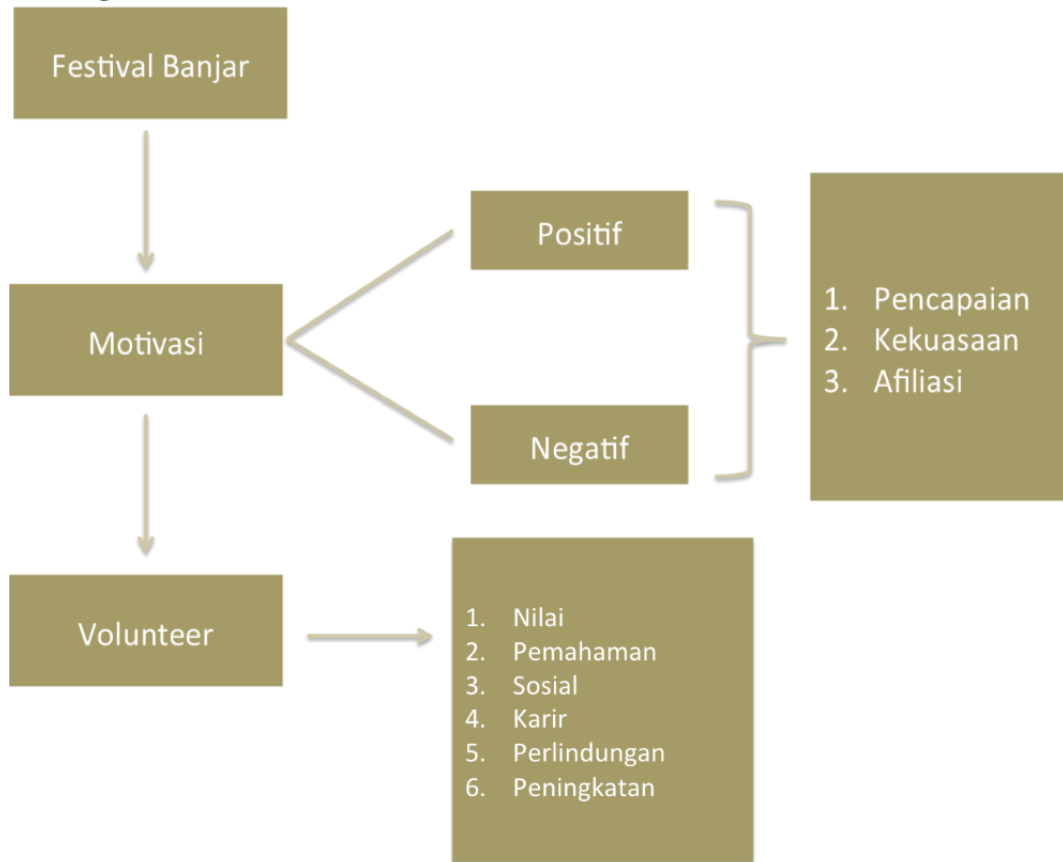 Festival Banjar
Motivasi
Positif
Negatif
1. Pencapaian
2. Kekuasaan
3. Afiliasi
Volunteer
1. Nilai
2. Pemahaman
3. Sosial
4. Karir
5. Perlindungan
6. Peningkatan